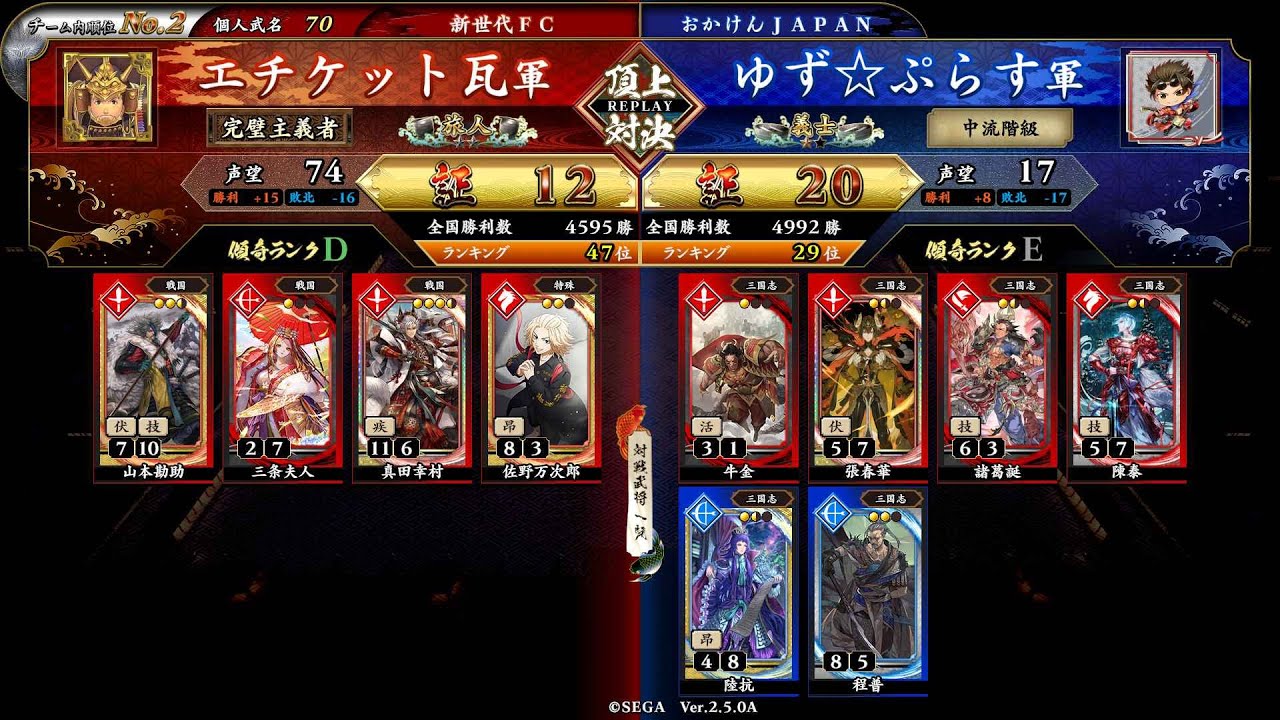 チーム内順位 No.2 個人武名 70
新世代FC
おかけんJAPAN
エチケット瓦軍
頂上
REPLAY
対決
ゆず☆ぷらす軍
完璧主義者
旅人
義士
中流階級
声望 74
勝利 +15 敗北 -16
証 12
証 20
声望 17
勝利 +8 敗北 -17
全国勝利数 4595勝
全国勝利数 4992勝
ランキング 47位
ランキング 29位
傾奇ランクD
傾奇ランクE
戦国
戦国
戦国
特殊
三国志
三国志
三国志
三国志
伏 技
疾
昂
活
伏
技
技
7 10
2 7
11 6
8 3
3 1
5 7
6 3
5 7
山本勘助
三条夫人
真田幸村
佐野万次郎
牛金
張春華
諸葛誕
陳泰
対戦武将一覧
三国志
三国志
昂
4 8
8 5
陸抗
程普
©SEGA Ver.2.5.0A